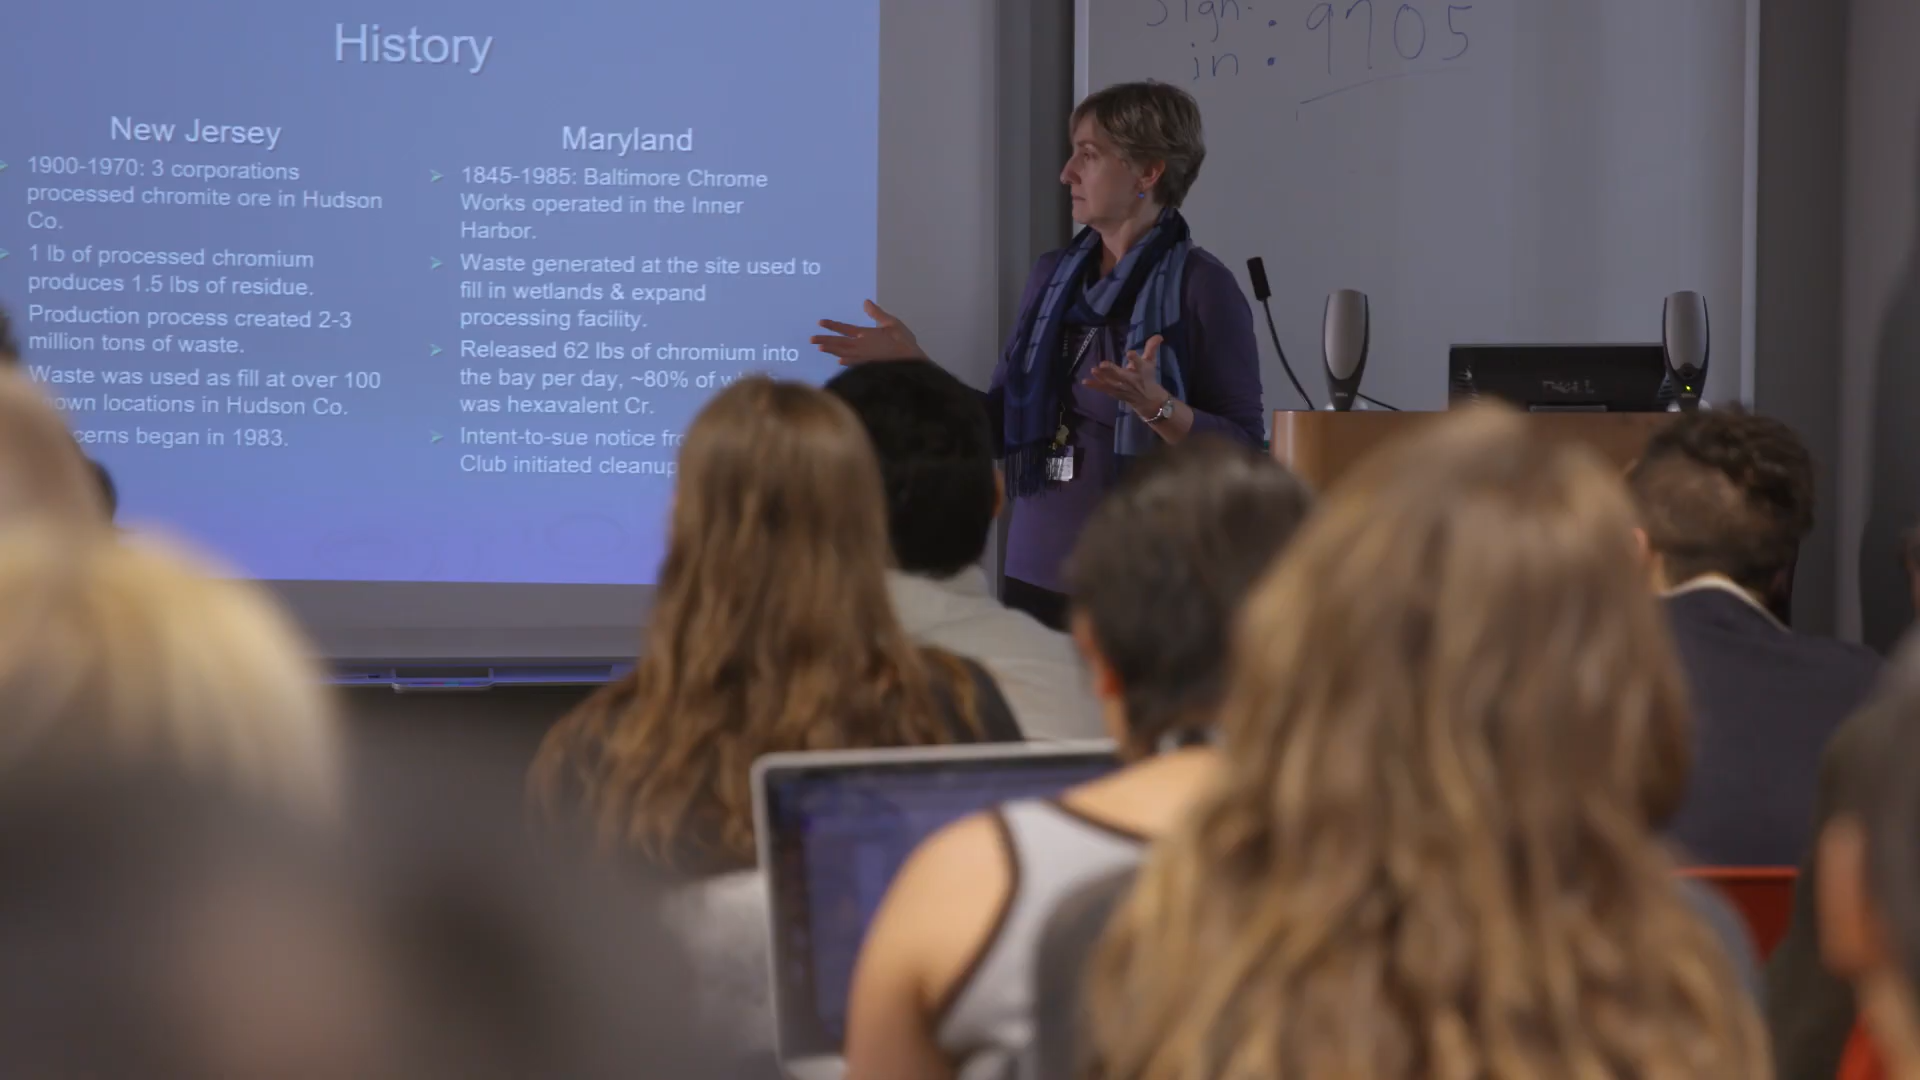 History
New Jersey
1900-1970: 3 corporations
processed chromite ore in Hudson
Co.
1 lb of processed chromium
produces 1.5 lbs of residue.
Production process created 2-3
million tons of waste.
Waste was used as fill at over 100
locations in Hudson Co.
began in 1983.
Maryland
1845-1985: Baltimore Chrome
Works operated in the Inner
Harbor.
Waste generated at the site used to
fill in wetlands & expand
processing facility.
Released 62 lbs of chromium into
the bay per day, ~80% of
was hexavalent Cr.
Intent-to-sue notice
Club initiated cleanup
Sign-
in : 9705
DELL